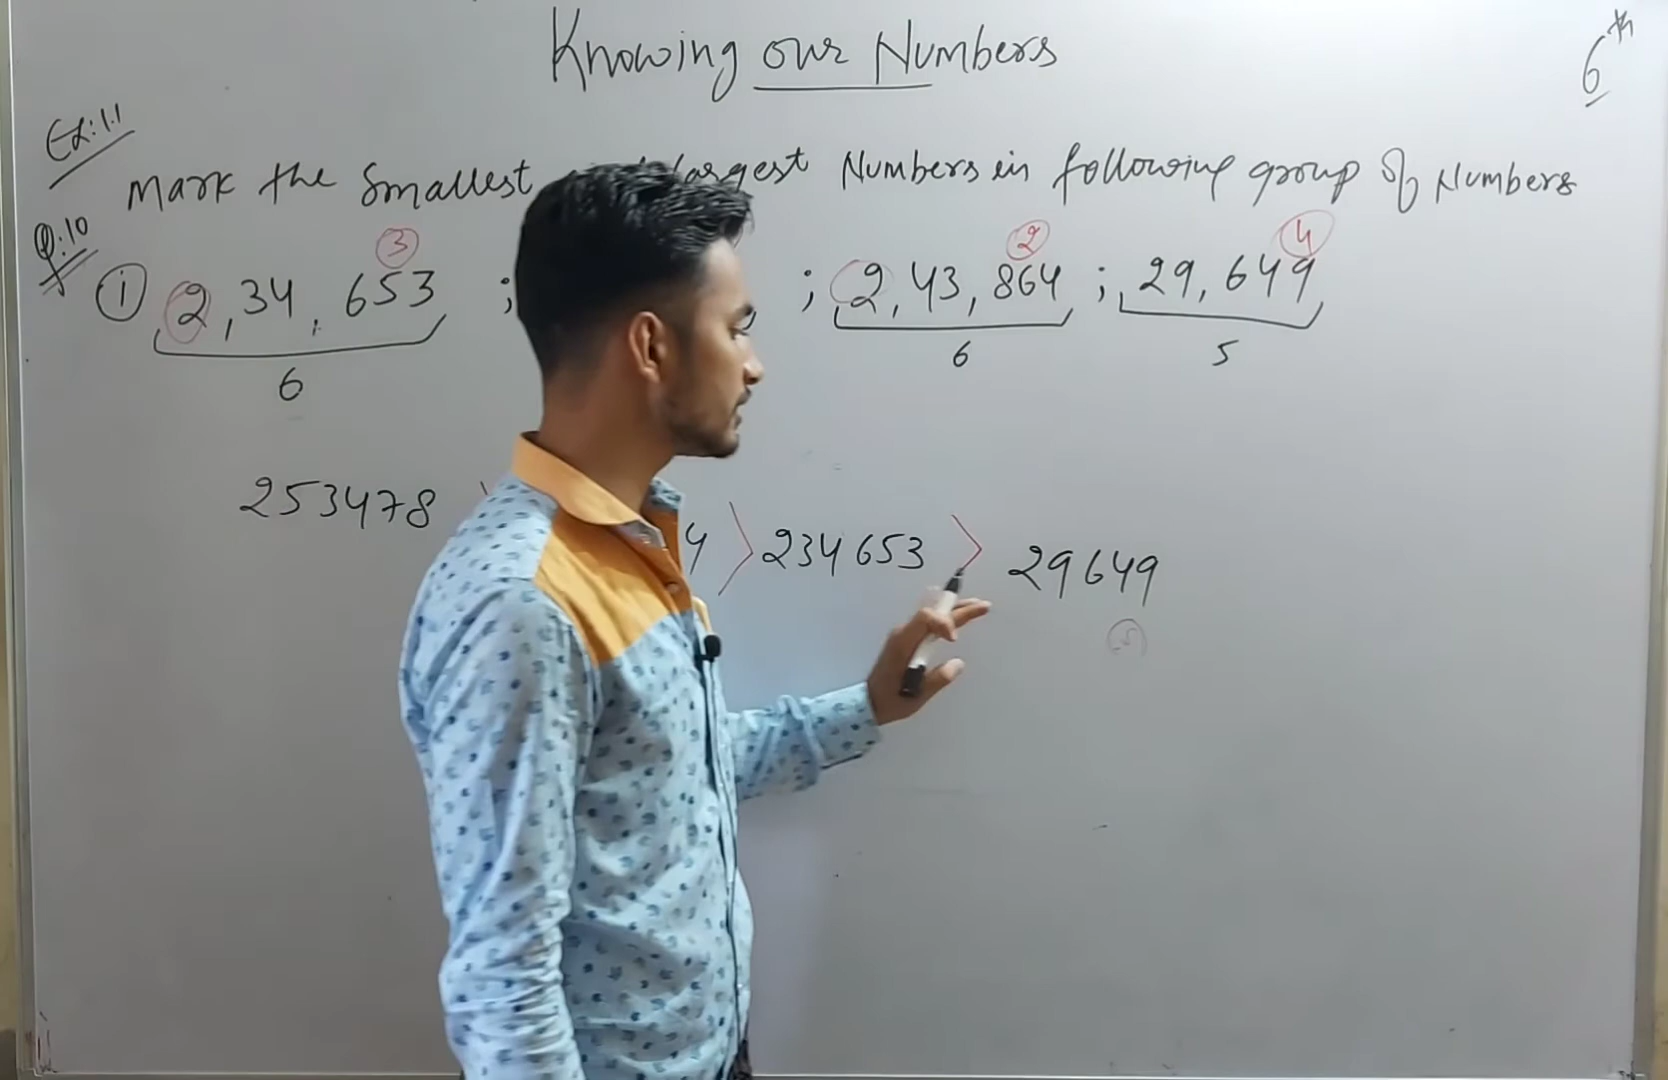 Knowing our Numbers
6th
Ex:1.1
Mark the Smallest largest Numbers in following group of Numbers
Q:10
3 2 4
1 2,34,653 ; ; 2,43,864 ; 29,649
6 6 5
253478 4 > 234653 > 29649
5